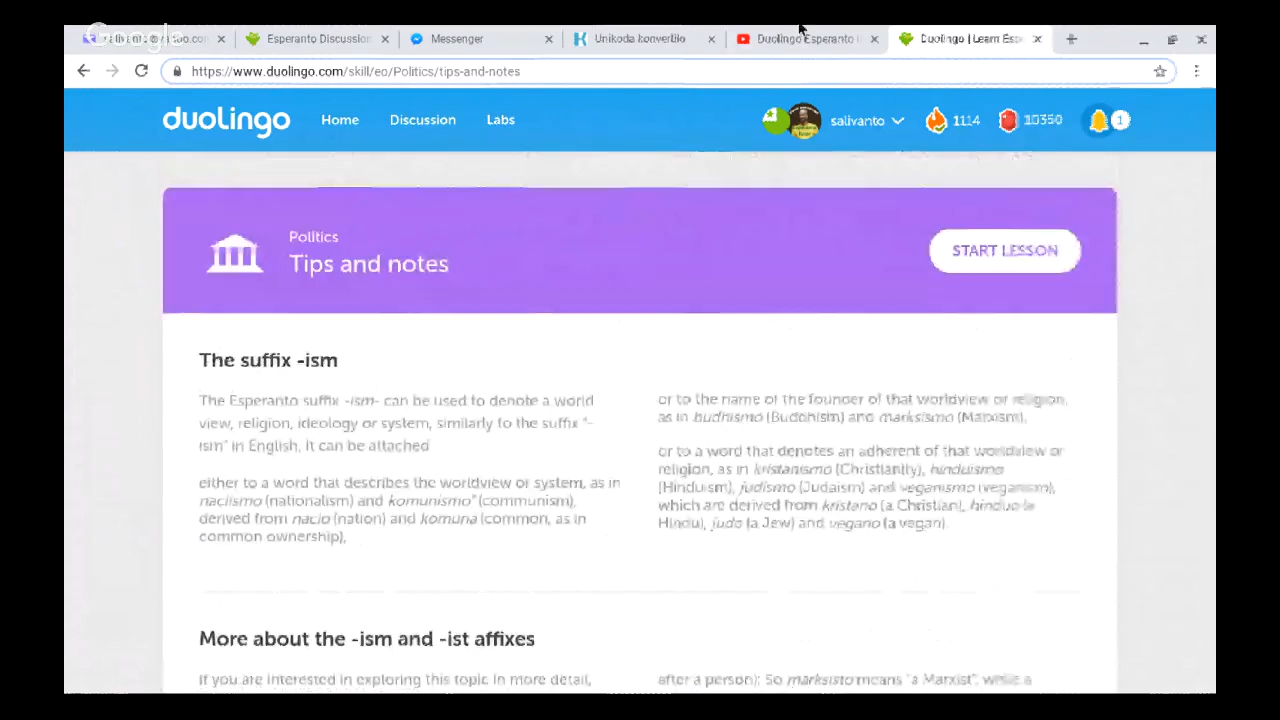 Google
salivanto@yahoo.com
Esperanto Discussion
Messenger
Unikoda konvertilo
Duolingo Esperanto
Duolingo | Learn Espe
https://www.duolingo.com/skill/eo/Politics/tips-and-notes
duolingo
Home
Discussion
Labs
salivanto
1114
10350
1
Politics
Tips and notes
START LESSON
The suffix -ism
The Esperanto suffix -ism- can be used to denote a world
view, religion, ideology or system, similarly to the suffix "-
ism" in English. It can be attached
either to a word that describes the worldview or system, as in
naciismo (nationalism) and komunismo" (communism),
derived from nacio (nation) and komuna (common, as in
common ownership),
or to the name of the founder of that worldview or religion,
as in budhismo (Buddhism) and marksismo (Marxism),
or to a word that denotes an adherent of that worldview or
religion, as in kristanismo (Christianity), hinduismo
(Hinduism), judismo (Judaism) and veganismo (veganism),
which are derived from kristano (a Christian), hinduo (a
Hindu), judo (a Jew) and vegano (a vegan).
More about the -ism and -ist affixes
If you are interested in exploring this topic in more detail,
after a person); So marksisto means "a Marxist", while a